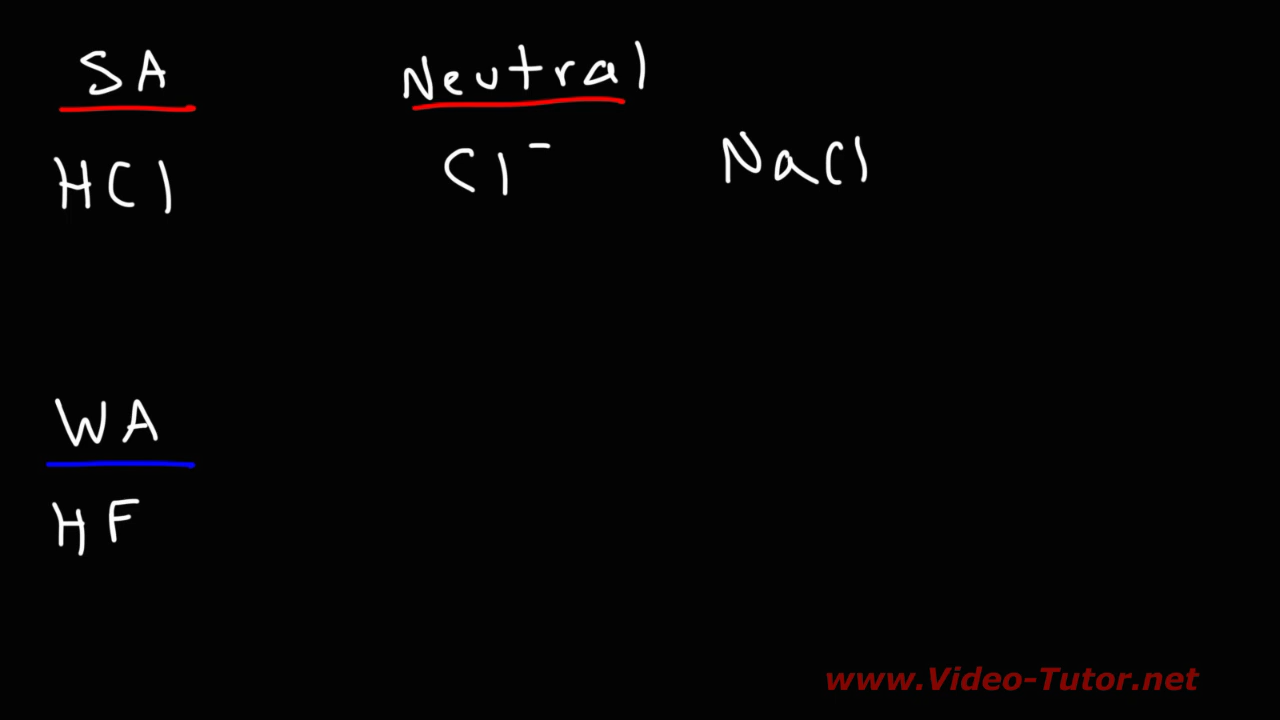 SA Neutral
HCl Cl⁻ NaCl
WA
HF
www.Video-Tutor.net